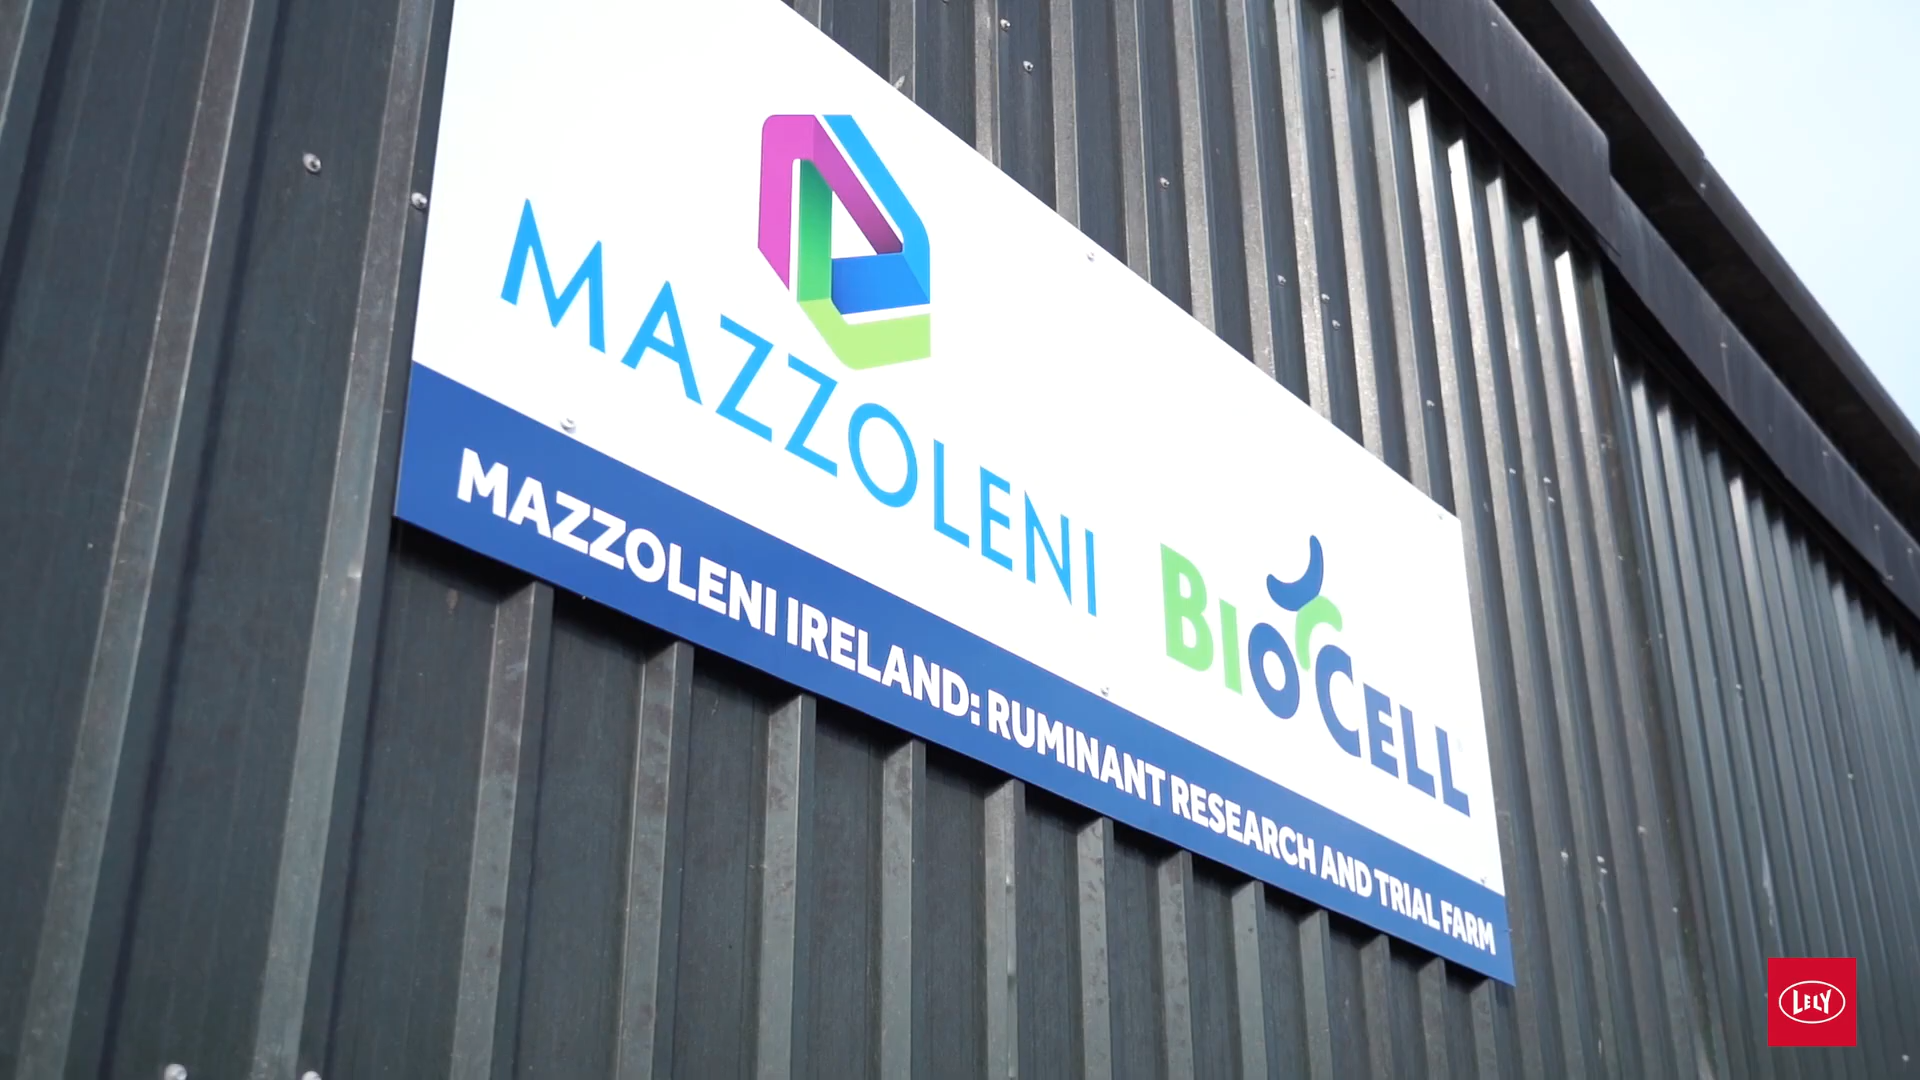 MAZZOLENI
BIOCELL
MAZZOLENI IRELAND: RUMINANT RESEARCH AND TRIAL FARM
LELY